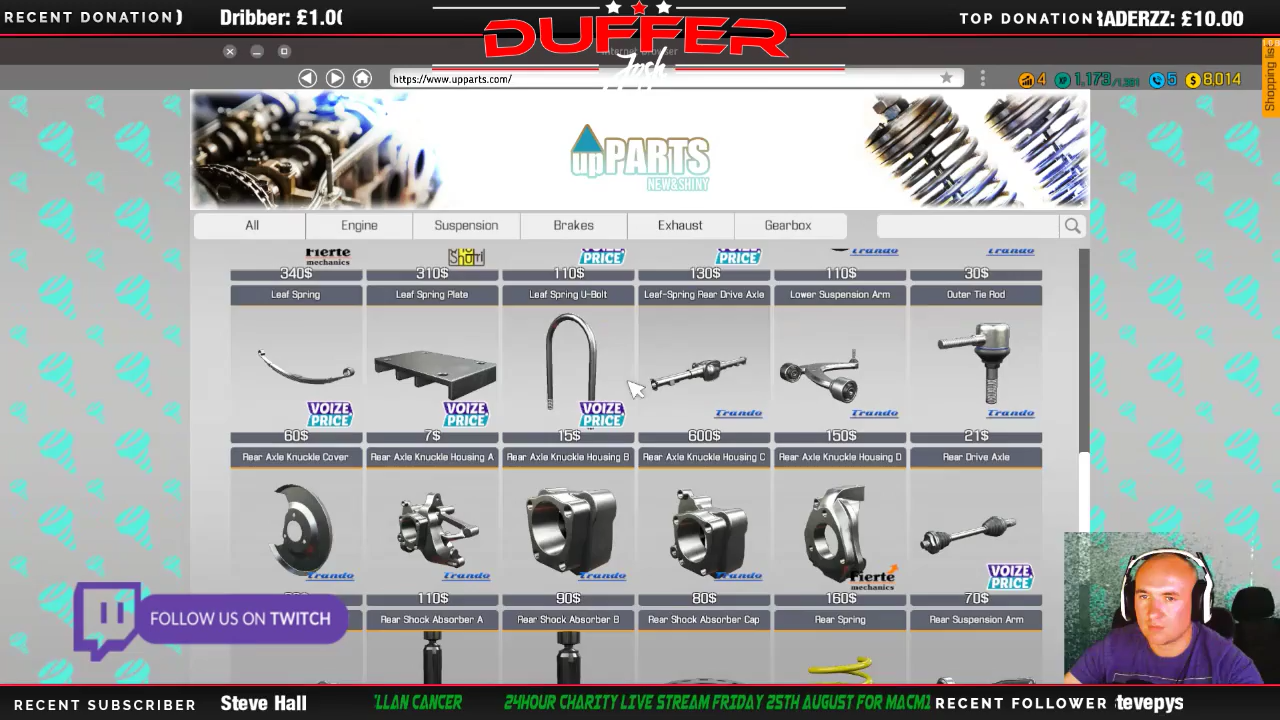 RECENT DONATION )
Dribber: £1.00
DUFFER
Josh
TOP DONATION
RADERZZ: £10.00
https://www.upparts.com/
4
5
8,014
Shopping list
upPARTS
NEW&SHINY
All
Engine
Suspension
Brakes
Exhaust
Gearbox
Fierte mechanics
PRICE
PRICE
Trando
340$
310$
110$
130$
110$
30$
Leaf Spring
Leaf Spring Plate
Leaf Spring U-Bolt
Leaf-Spring Rear Drive Axle
Lower Suspension Arm
Outer Tie Rod
VOIZE PRICE
VOIZE PRICE
VOIZE PRICE
Trando
Trando
Trando
60$
7$
15$
600$
150$
21$
Rear Axle Knuckle Cover
Rear Axle Knuckle Housing A
Rear Axle Knuckle Housing B
Rear Axle Knuckle Housing C
Rear Axle Knuckle Housing D
Rear Drive Axle
Trando
Trando
Trando
Trando
Fierte mechanics
VOIZE PRICE
110$
90$
80$
160$
70$
FOLLOW US ON TWITCH
Rear Shock Absorber A
Rear Shock Absorber B
Rear Shock Absorber Cap
Rear Spring
Rear Suspension Arm
RECENT SUBSCRIBER
Steve Hall
LLAN CANCER
24HOUR CHARITY LIVE STREAM FRIDAY 25TH AUGUST FOR MACMI
RECENT FOLLOWER
tevepys